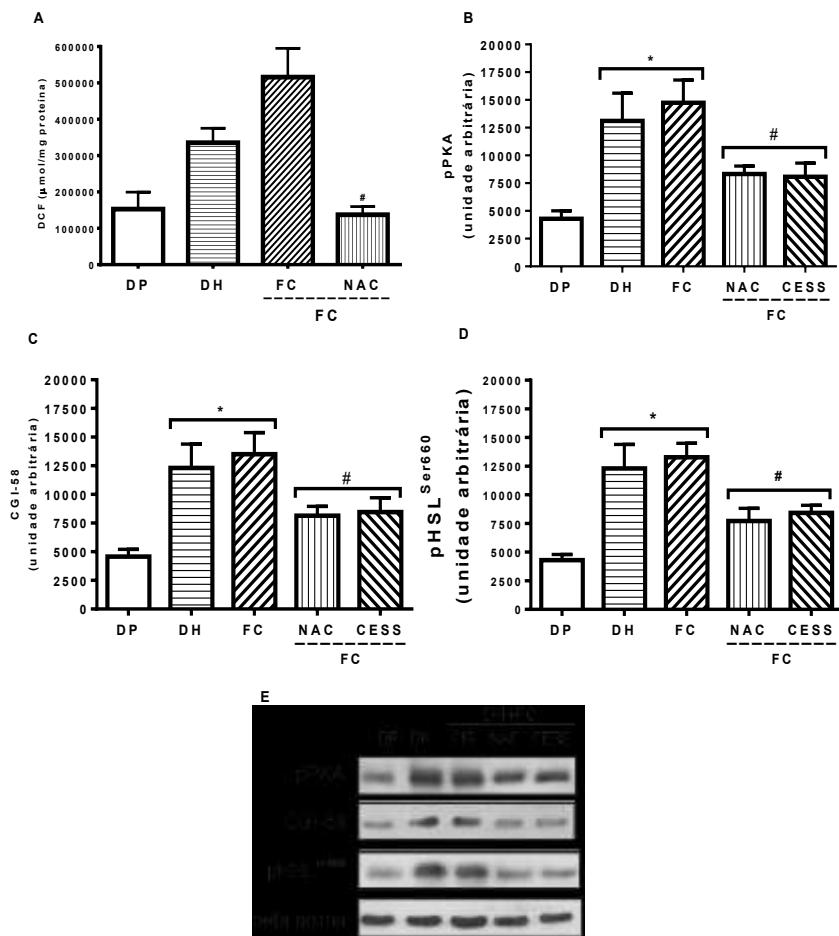 A
DCF (µmol/mg proteina)
600000
500000
400000
300000
200000
100000
0
DP DH FC NAC
#
FC
B
pPKA
(unidade arbitrária)
20000
17500
15000
12500
10000
7500
5000
2500
0
*
#
DP DH FC NAC CESS
FC
C
CGI-58
(unidade arbitrária)
20000
17500
15000
12500
10000
7500
5000
2500
0
*
#
DP DH FC NAC CESS
FC
D
pHSL Ser660
(unidade arbitrária)
20000
17500
15000
12500
10000
7500
5000
2500
0
*
#
DP DH FC NAC CESS
FC
E
pPKA